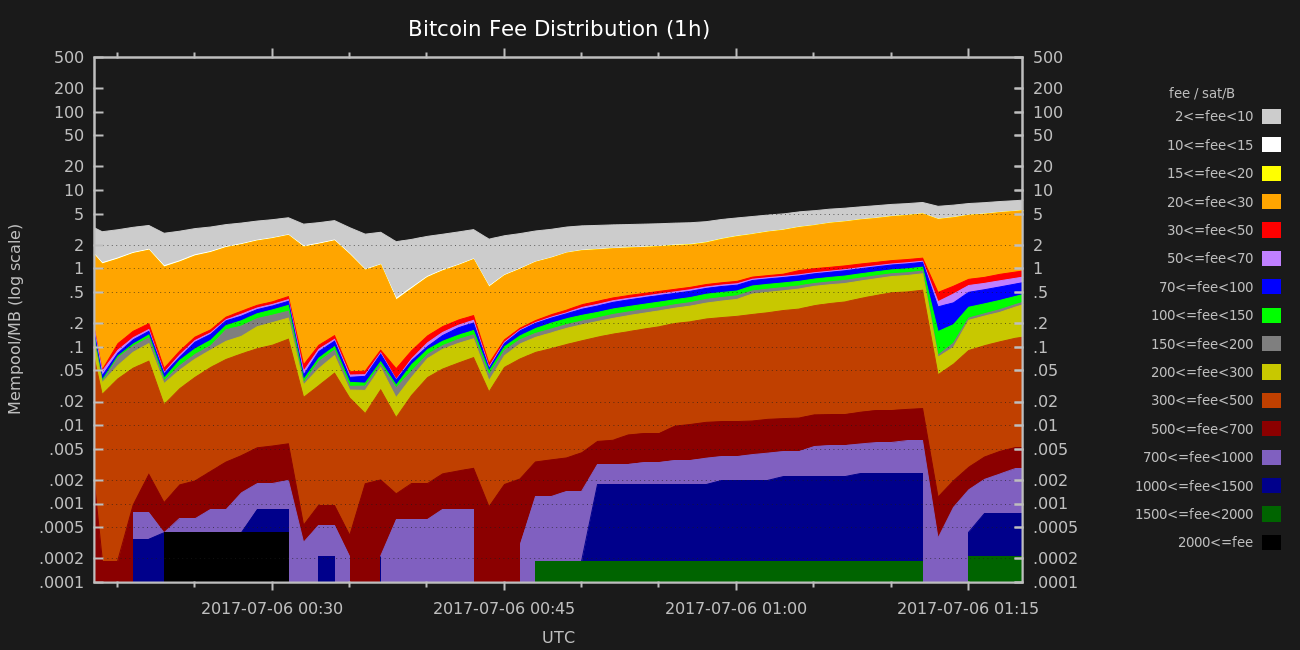 Bitcoin Fee Distribution (1h)
Mempool/MB (log scale)
500
200
100
50
20
10
5
2
1
.5
.2
.1
.05
.02
.01
.005
.002
.001
.0005
.0002
.0001
500
200
100
50
20
10
5
2
1
.5
.2
.1
.05
.02
.01
.005
.002
.001
.0005
.0002
.0001
2017-07-06 00:30
2017-07-06 00:45
2017-07-06 01:00
2017-07-06 01:15
UTC
fee / sat/B
2<=fee<10
10<=fee<15
15<=fee<20
20<=fee<30
30<=fee<50
50<=fee<70
70<=fee<100
100<=fee<150
150<=fee<200
200<=fee<300
300<=fee<500
500<=fee<700
700<=fee<1000
1000<=fee<1500
1500<=fee<2000
2000<=fee